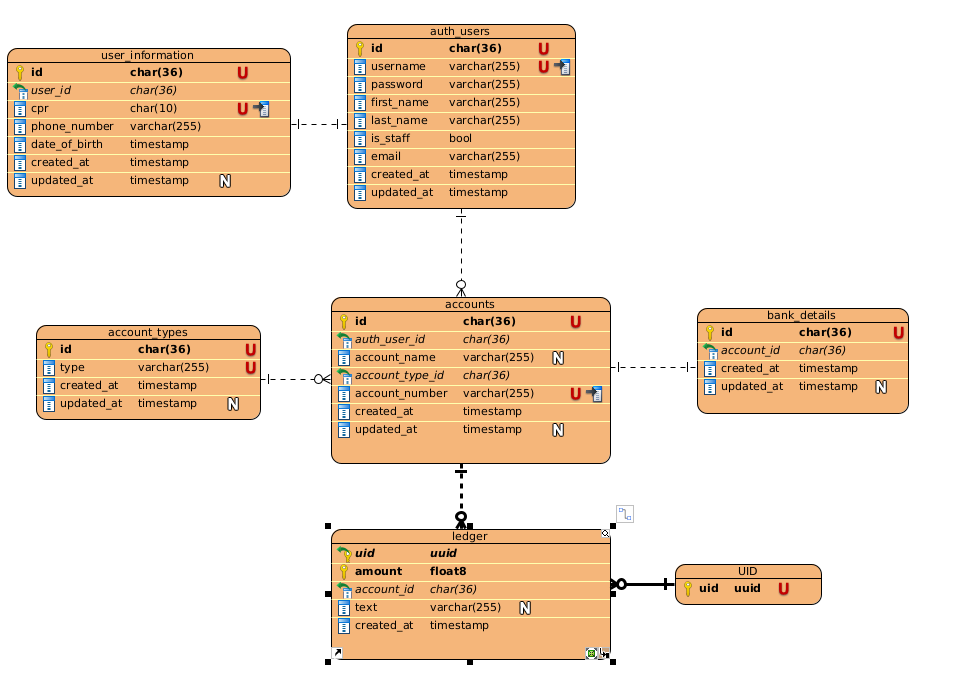 auth_users
id char(36) U
username varchar(255) U
password varchar(255)
first_name varchar(255)
last_name varchar(255)
is_staff bool
email varchar(255)
created_at timestamp
updated_at timestamp
user_information
id char(36) U
user_id char(36)
cpr char(10) U
phone_number varchar(255)
date_of_birth timestamp
created_at timestamp
updated_at timestamp N
accounts
id char(36) U
auth_user_id char(36)
account_name varchar(255) N
account_type_id char(36)
account_number varchar(255) U
created_at timestamp
updated_at timestamp N
account_types
id char(36) U
type varchar(255) U
created_at timestamp
updated_at timestamp N
bank_details
id char(36) U
account_id char(36)
created_at timestamp
updated_at timestamp N
ledger
uid uuid
amount float8
account_id char(36)
text varchar(255) N
created_at timestamp
UID
uid uuid U